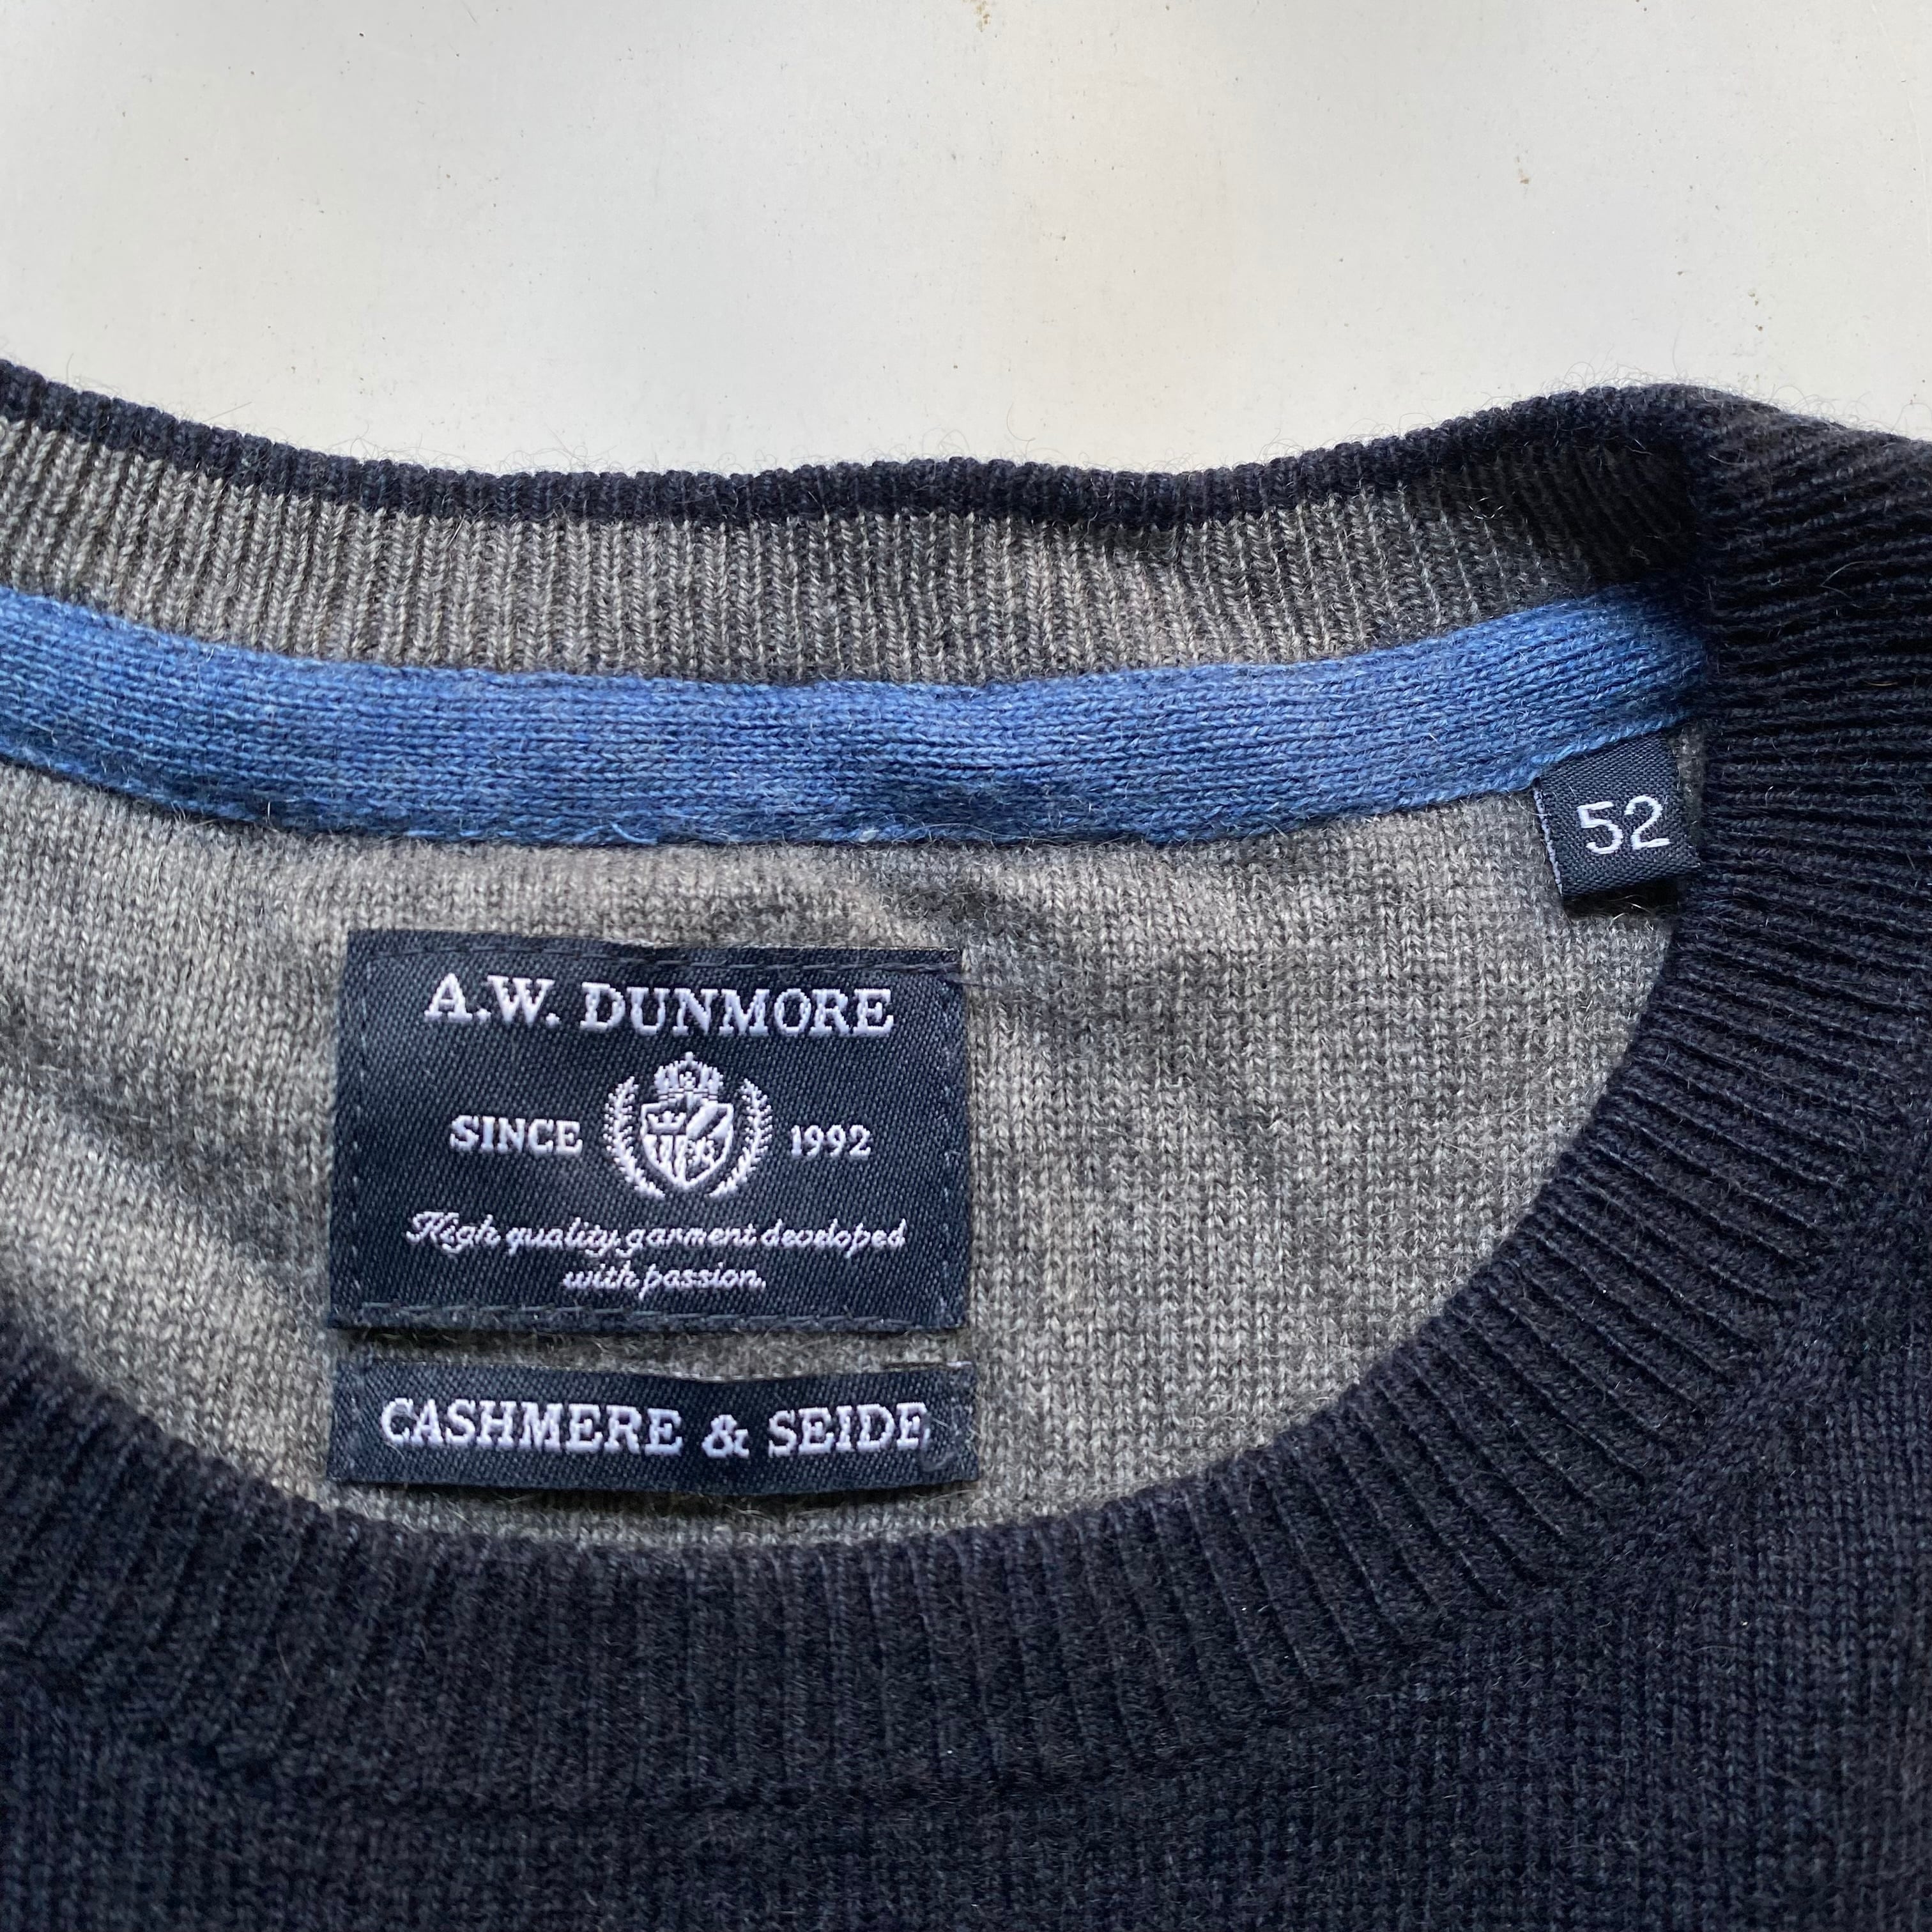 52
A.W. DUNMORE
SINCE 1992
High quality garment developed
with passion.
CASHMERE & SEIDE